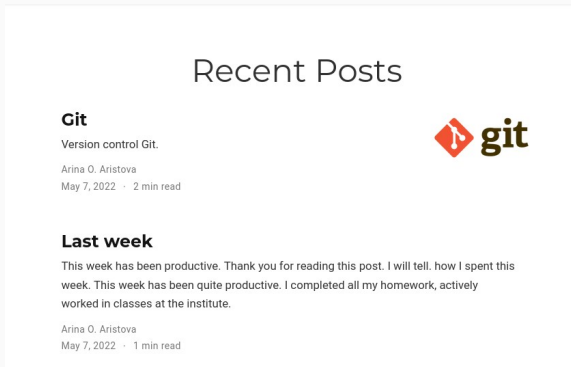 Recent Posts
Git
Version control Git.
git
Arina O. Aristova
May 7, 2022 · 2 min read
Last week
This week has been productive. Thank you for reading this post. I will tell. how I spent this
week. This week has been quite productive. I completed all my homework, actively
worked in classes at the institute.
Arina O. Aristova
May 7, 2022 · 1 min read